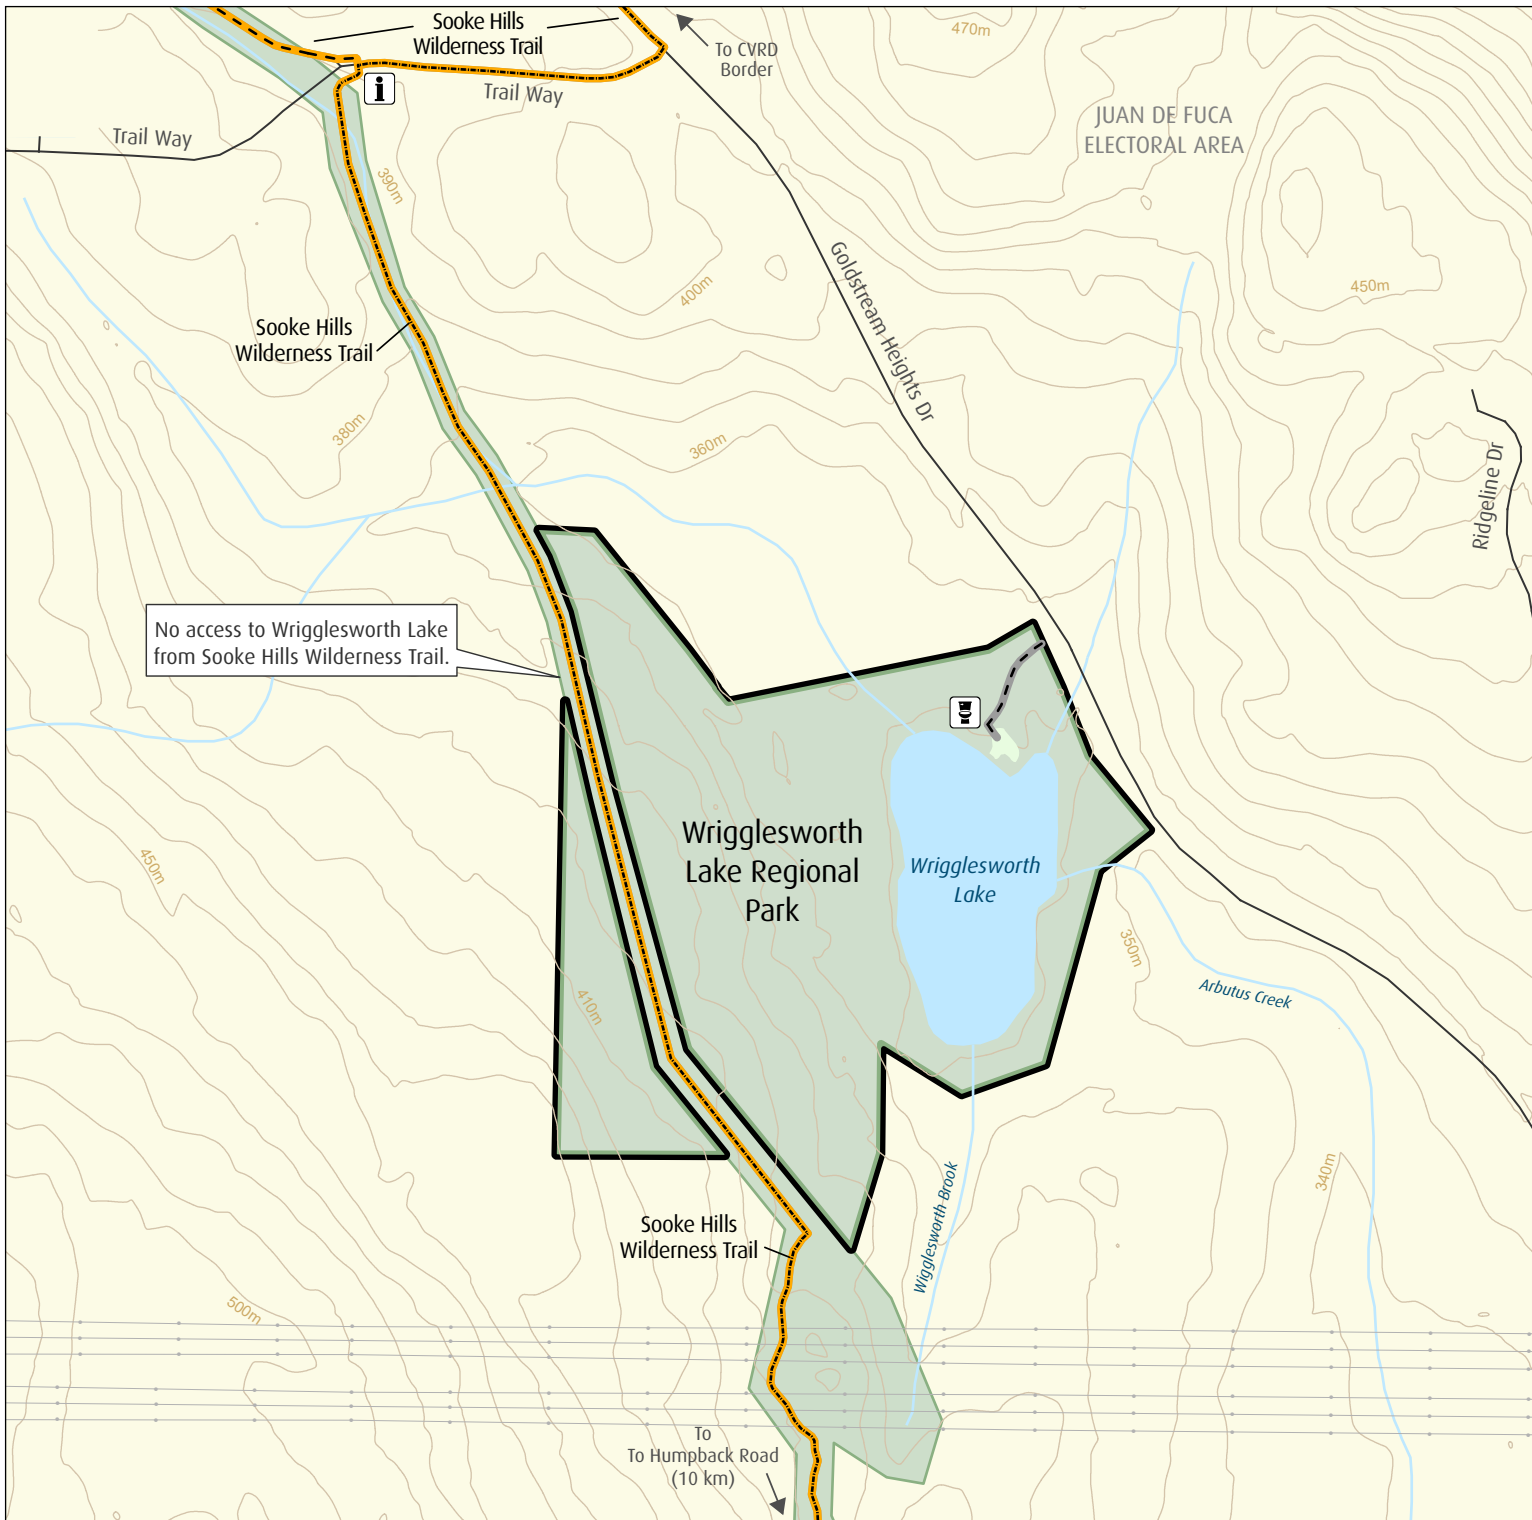 Sooke Hills
Wilderness Trail
To CVRD
Border
470m
i
Trail Way
Trail Way
JUAN DE FUCA
ELECTORAL AREA
390m
Goldstream Heights Dr
400m
450m
Sooke Hills
Wilderness Trail
380m
360m
Ridgeline Dr
No access to Wrigglesworth Lake
from Sooke Hills Wilderness Trail.
Wrigglesworth
Lake Regional
Park
Wrigglesworth
Lake
450m
350m
410m
Arbutus Creek
340m
Wigglesworth Brook
Sooke Hills
Wilderness Trail
500m
To
To Humpback Road
(10 km)